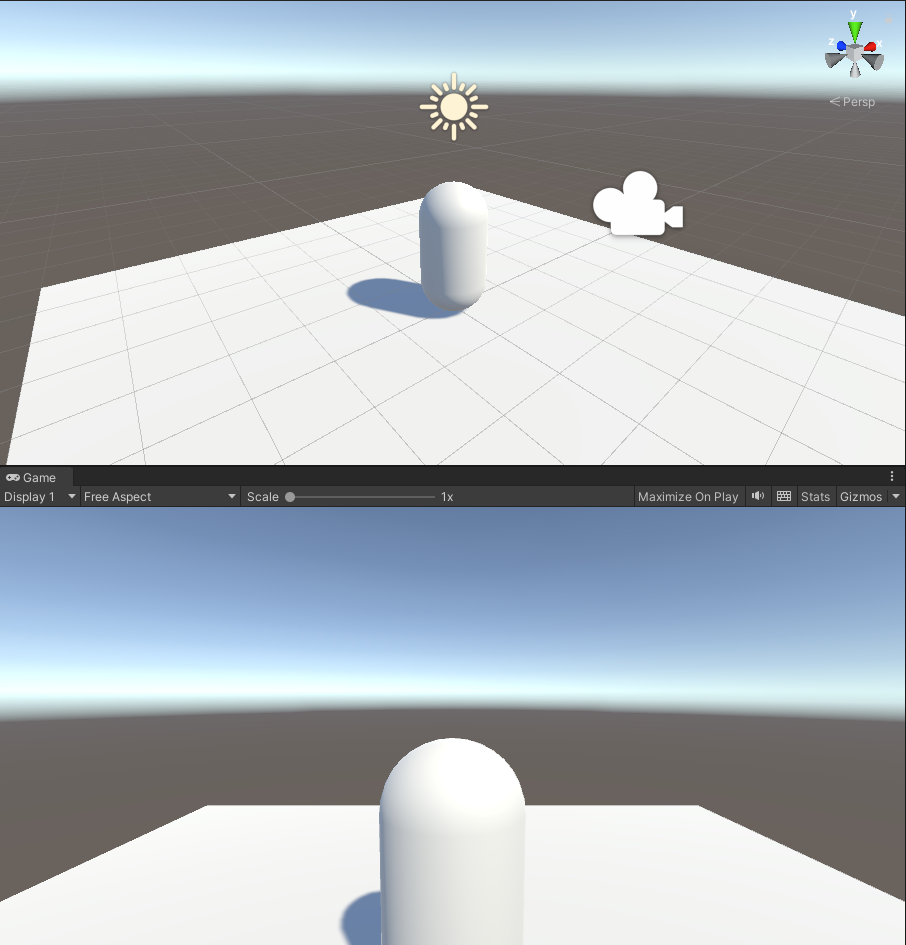 y
z
x
Persp
Game
Display 1
Free Aspect
Scale
1x
Maximize On Play
Stats
Gizmos